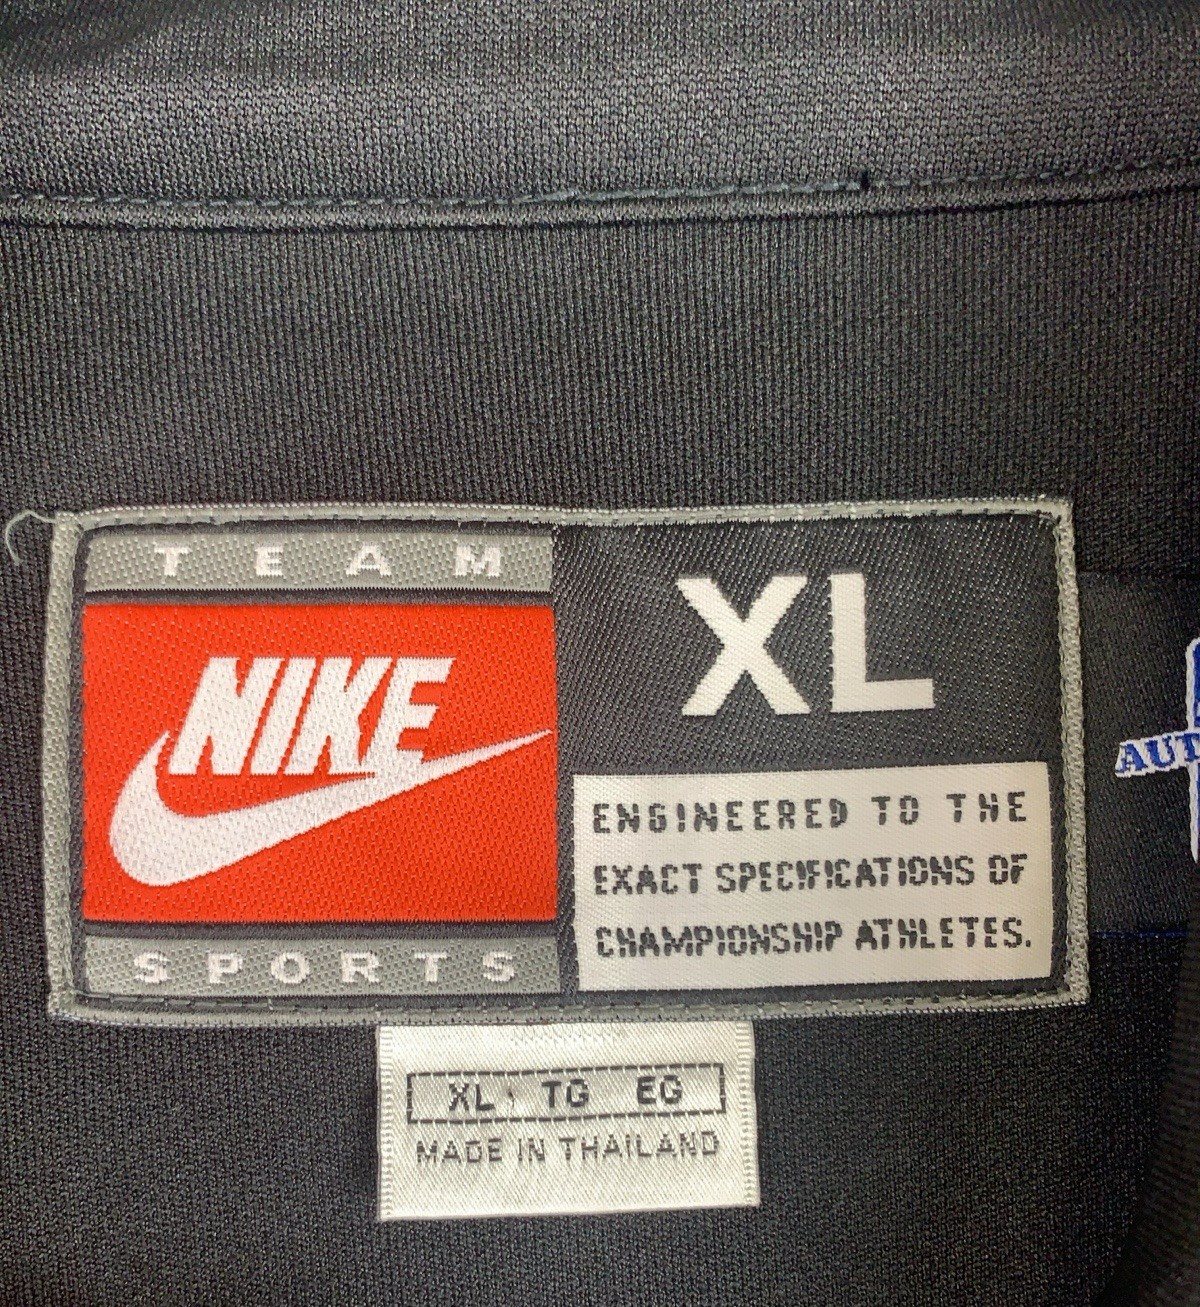 TEAM
NIKE
SPORTS
XL
ENGINEERED TO THE
EXACT SPECIFICATIONS OF
CHAMPIONSHIP ATHLETES.
XL TG EG
MADE IN THAILAND